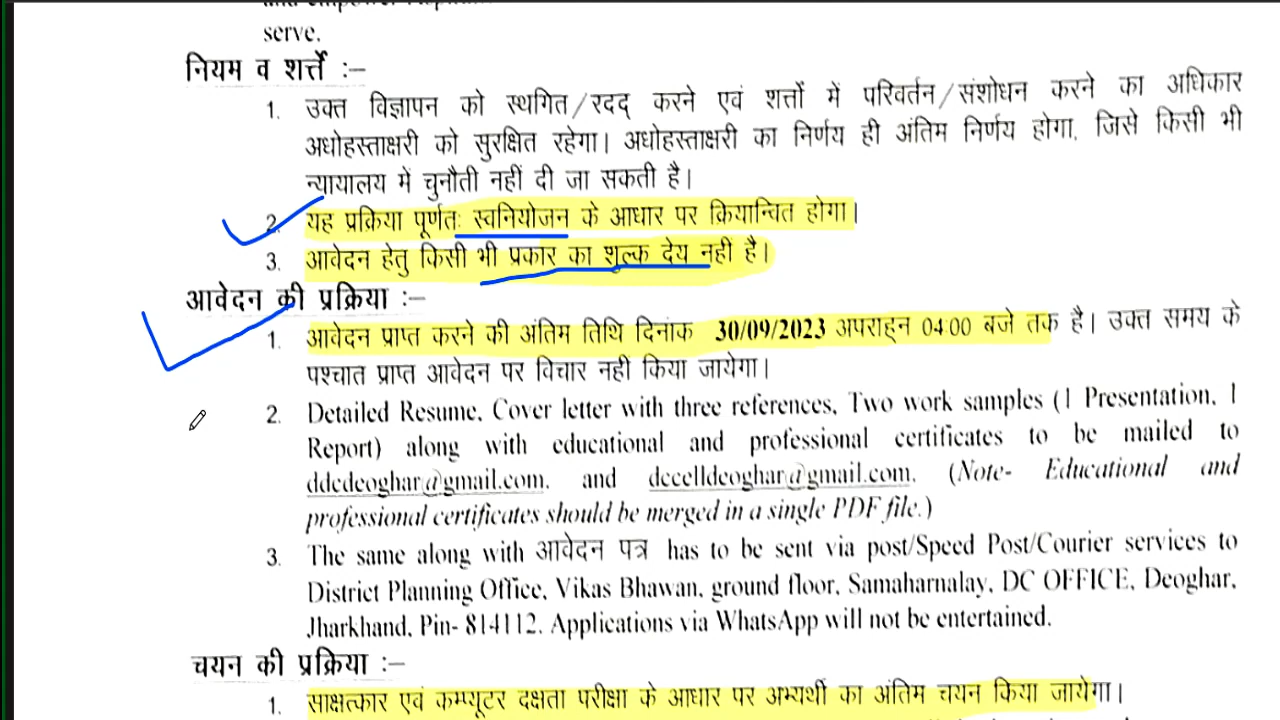 serve.
नियम व शर्त्तें :–
1. उक्त विज्ञापन को स्थगित/रदद् करने एवं शर्त्तों में परिवर्तन/संशोधन करने का अधिकार
अधोहस्ताक्षरी को सुरक्षित रहेगा। अधोहस्ताक्षरी का निर्णय ही अंतिम निर्णय होगा, जिसे किसी भी
न्यायालय में चुनौती नहीं दी जा सकती है।
2. यह प्रक्रिया पूर्णतः स्वनियोजन के आधार पर क्रियान्वित होगा।
3. आवेदन हेतु किसी भी प्रकार का शुल्क देय नहीं है।
आवेदन की प्रक्रिया :–
1. आवेदन प्राप्त करने की अंतिम तिथि दिनांक 30/09/2023 अपराह्न 04:00 बजे तक है। उक्त समय के
पश्चात प्राप्त आवेदन पर विचार नही किया जायेगा।
2. Detailed Resume, Cover letter with three references, Two work samples (1 Presentation, 1
Report) along with educational and professional certificates to be mailed to
ddcdeoghar@gmail.com, and dccelldeoghar@gmail.com, (Note- Educational and
professional certificates should be merged in a single PDF file.)
3. The same along with आवेदन पत्र has to be sent via post/Speed Post/Courier services to
District Planning Office, Vikas Bhawan, ground floor, Samaharnalay, DC OFFICE, Deoghar,
Jharkhand, Pin- 814112. Applications via WhatsApp will not be entertained.
चयन की प्रक्रिया :–
1. साक्षत्कार एवं कम्प्यूटर दक्षता परीक्षा के आधार पर अभ्यर्थी का अंतिम चयन किया जायेगा।